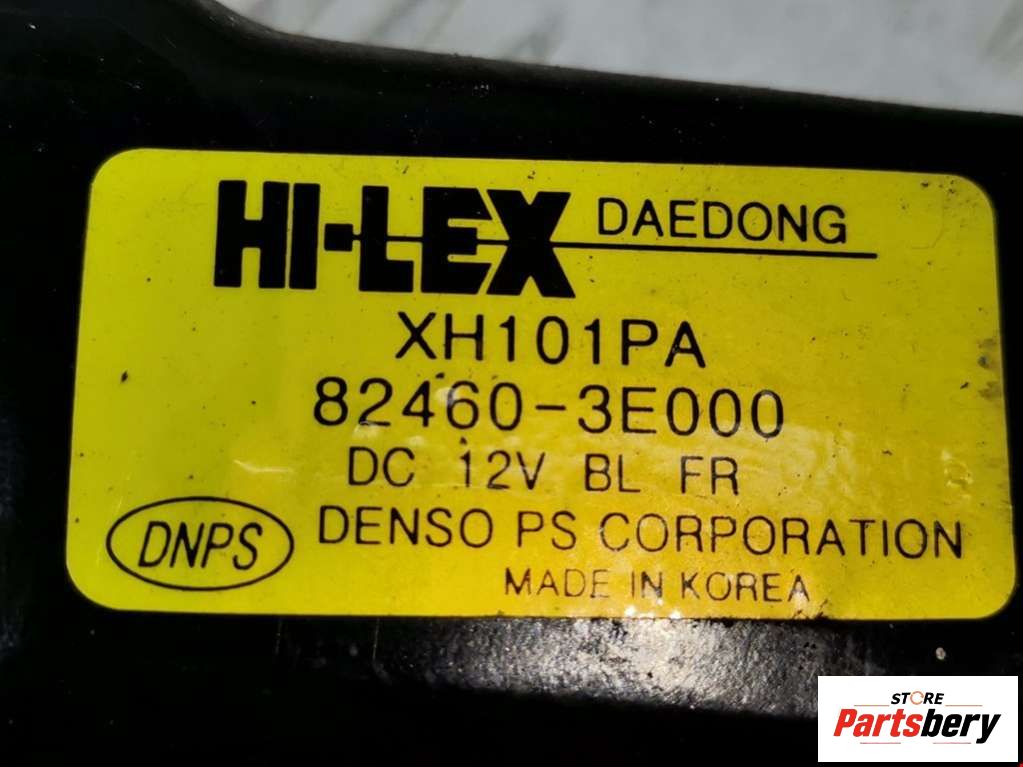 HI-LEX DAEDONG
XH101PA
82460-3E000
DC 12V BL FR
DNPS DENSO PS CORPORATION
MADE IN KOREA
STORE
Partsbery